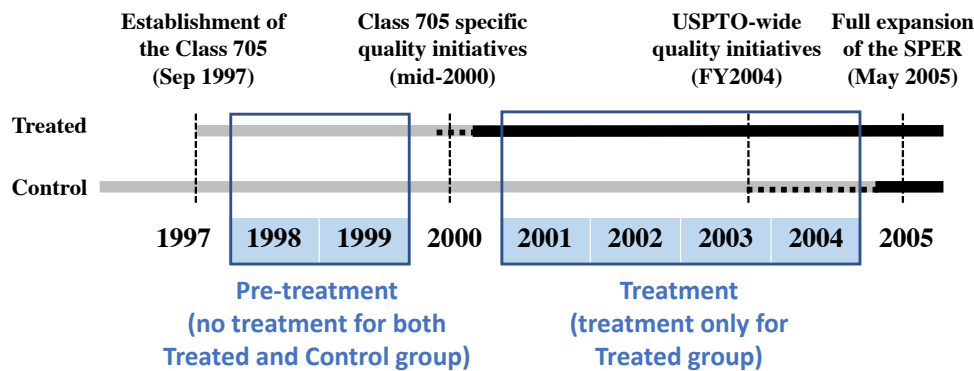 Establishment of
the Class 705
(Sep 1997)
Class 705 specific
quality initiatives
(mid-2000)
USPTO-wide
quality initiatives
(FY2004)
Full expansion
of the SPER
(May 2005)
Treated
Control
1997 1998 1999 2000 2001 2002 2003 2004 2005
Pre-treatment
(no treatment for both
Treated and Control group)
Treatment
(treatment only for
Treated group)